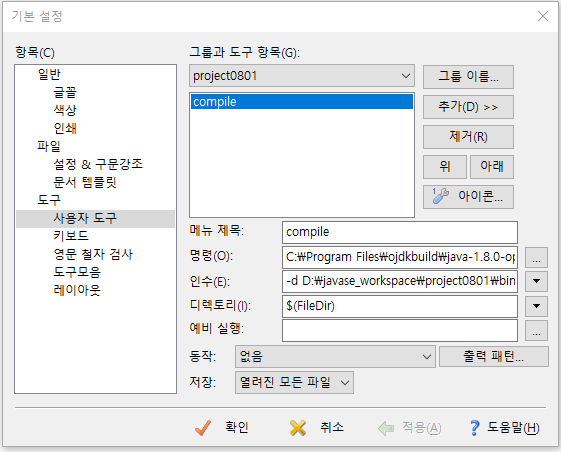 기본 설정
항목(C)
일반
글꼴
색상
인쇄
파일
설정 & 구문강조
문서 템플릿
도구
사용자 도구
키보드
영문 철자 검사
도구모음
레이아웃
그룹과 도구 항목(G):
project0801
그룹 이름...
compile
추가(D) >>
제거(R)
위
아래
아이콘...
메뉴 제목:
compile
명령(O):
C:₩Program Files₩ojdkbuild₩java-1.8.0-op
...
인수(E):
-d D:₩javase_workspace₩project0801₩bin
디렉토리(I):
$(FileDir)
예비 실행:
...
동작:
없음
출력 패턴...
저장:
열려진 모든 파일
확인
취소
적용(A)
도움말(H)